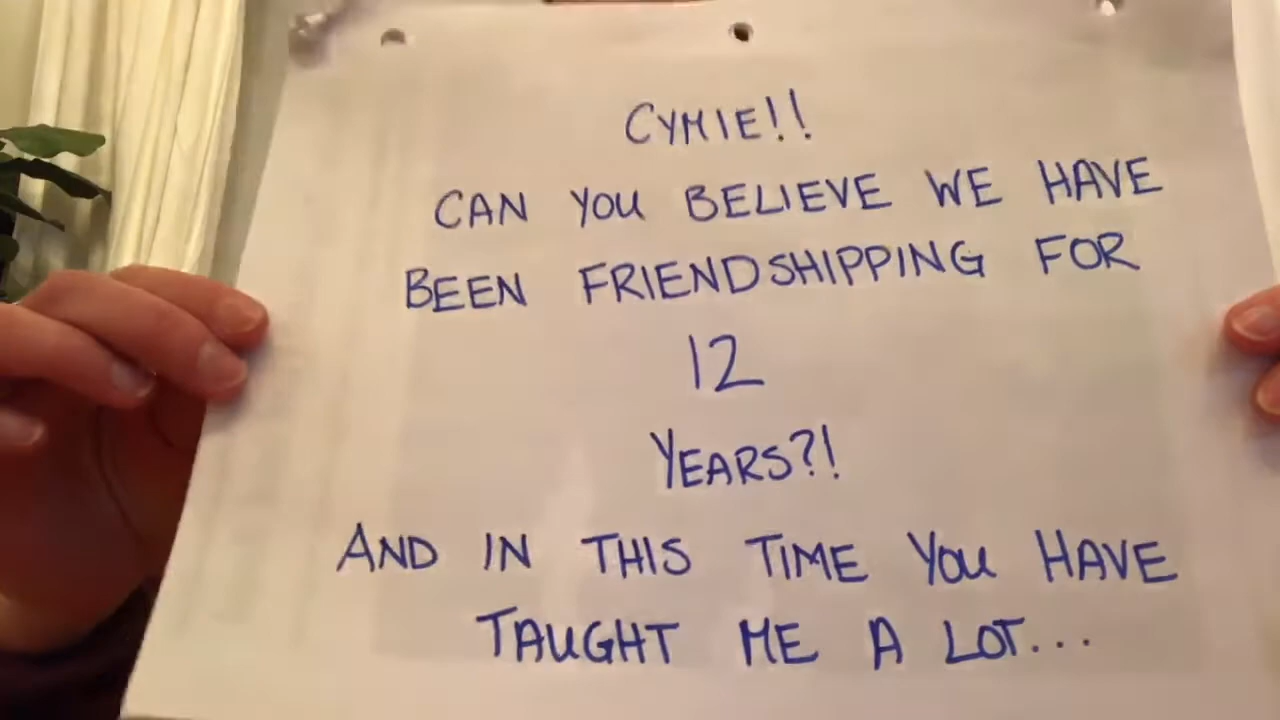 CYMIE!!
CAN YOU BELIEVE WE HAVE
BEEN FRIENDSHIPPING FOR
12
YEARS?!
AND IN THIS TIME YOU HAVE
TAUGHT ME A LOT...